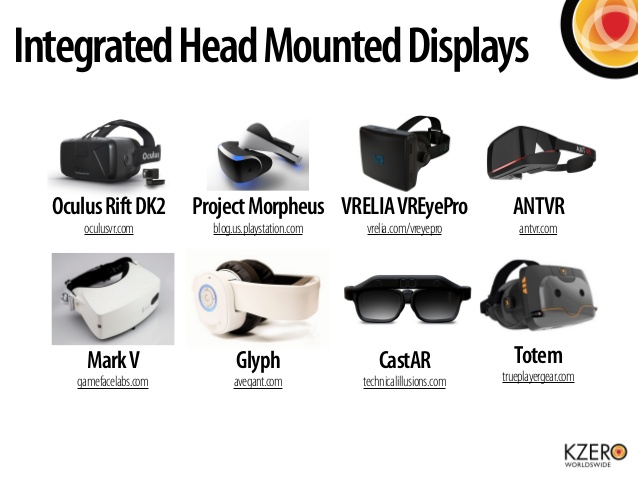 Integrated Head Mounted Displays
Oculus
Oculus Rift DK2
oculusvr.com
Project Morpheus
blog.us.playstation.com
VRELIA VREyePro
vrelia.com/vreyepro
ANTVR
antvr.com
Mark V
gamefacelabs.com
Glyph
avegant.com
CastAR
technicalillusions.com
Totem
trueplayergear.com
KZERO
WORLDSWIDE